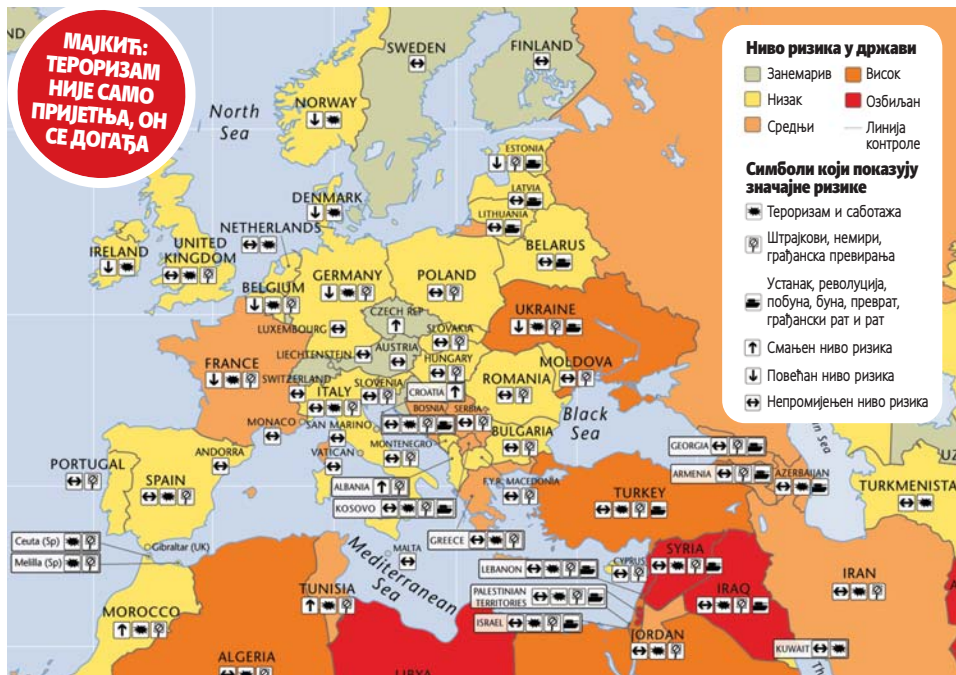 МАЈКИЋ:
ТЕРОРИЗАМ
НИЈЕ САМО
ПРИЈЕТЊА, ОН
СЕ ДОГАЂА
Ниво ризика у држави
Занемарив
Висок
Низак
Озбиљан
Средњи
Линија
контроле
Симболи који показују
значајне ризике
Тероризам и саботажа
Штрајкови, немири,
грађанска превирања
Устанак, револуција,
побуна, буна, преврат,
грађански рат и рат
Смањен ниво ризика
Повећан ниво ризика
Непромијењен ниво ризика
SWEDEN
FINLAND
NORWAY
North
Sea
ESTONIA
LATVIA
LITHUANIA
DENMARK
NETHERLANDS
BELARUS
IRELAND
UNITED
KINGDOM
GERMANY
POLAND
BELGIUM
UKRAINE
CZECH REP
LUXEMBOURG
SLOVAKIA
AUSTRIA
LIECHTENSTEIN
HUNGARY
MOLDOVA
FRANCE
SWITZERLAND
SLOVENIA
CROATIA
ROMANIA
ITALY
BOSNIA
SERBIA
Black
Sea
MONACO
SAN MARINO
BULGARIA
ANDORRA
VATICAN
MONTENEGRO
GEORGIA
PORTUGAL
SPAIN
ALBANIA
F.Y.R. MACEDONIA
ARMENIA
AZERBAIJAN
KOSOVO
TURKEY
TURKMENISTA
GREECE
Ceuta (Sp)
Gibraltar (UK)
Melilla (Sp)
Mediterranean
Sea
MALTA
CYPRUS
SYRIA
LEBANON
IRAN
TUNISIA
PALESTINIAN
TERRITORIES
IRAQ
MOROCCO
ISRAEL
JORDAN
KUWAIT
ALGERIA
LIBYA